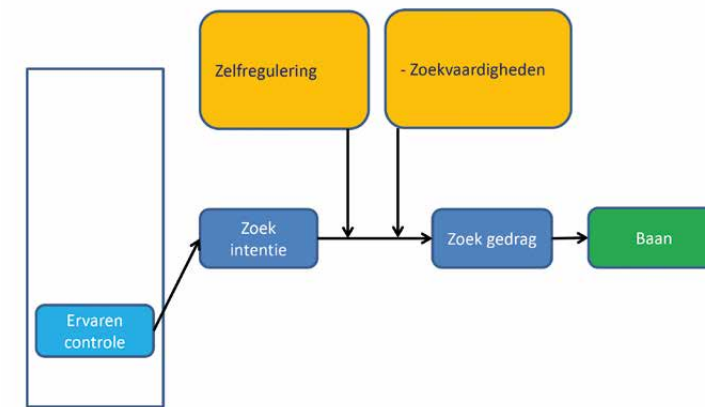 Zelfregulering
- Zoekvaardigheden
Zoek
intentie
Zoek gedrag
Baan
Ervaren
controle